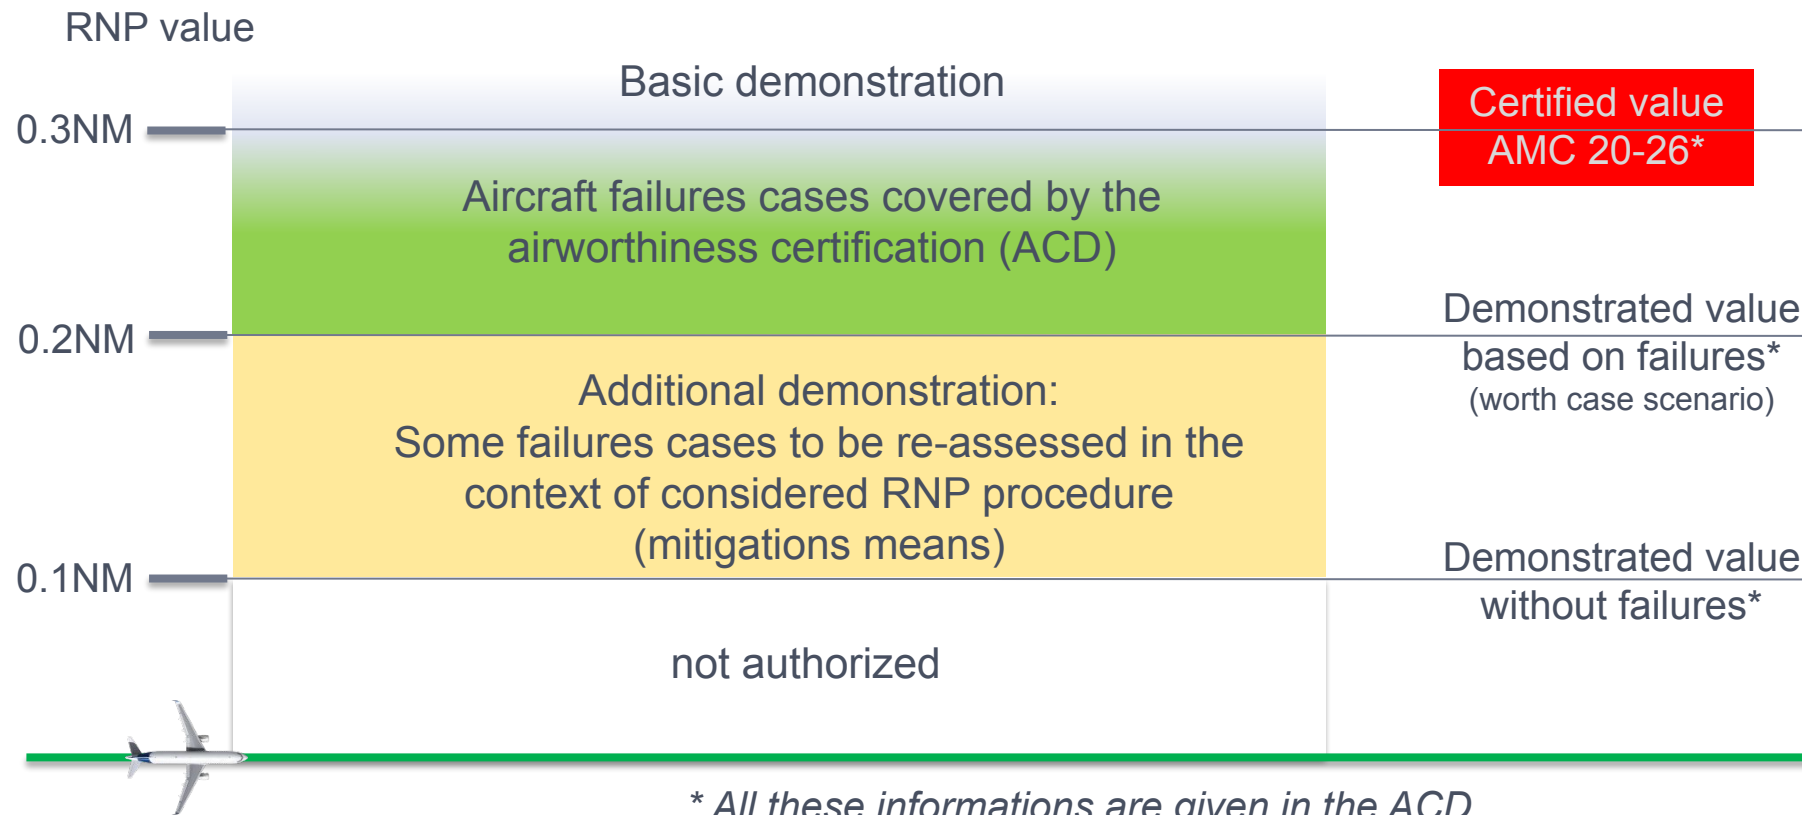 RNP value
Basic demonstration
0.3NM
Certified value
AMC 20-26*
Aircraft failures cases covered by the
airworthiness certification (ACD)
0.2NM
Demonstrated value
based on failures*
(worth case scenario)
Additional demonstration:
Some failures cases to be re-assessed in the
context of considered RNP procedure
(mitigations means)
0.1NM
Demonstrated value
without failures*
not authorized
* All these informations are given in the ACD